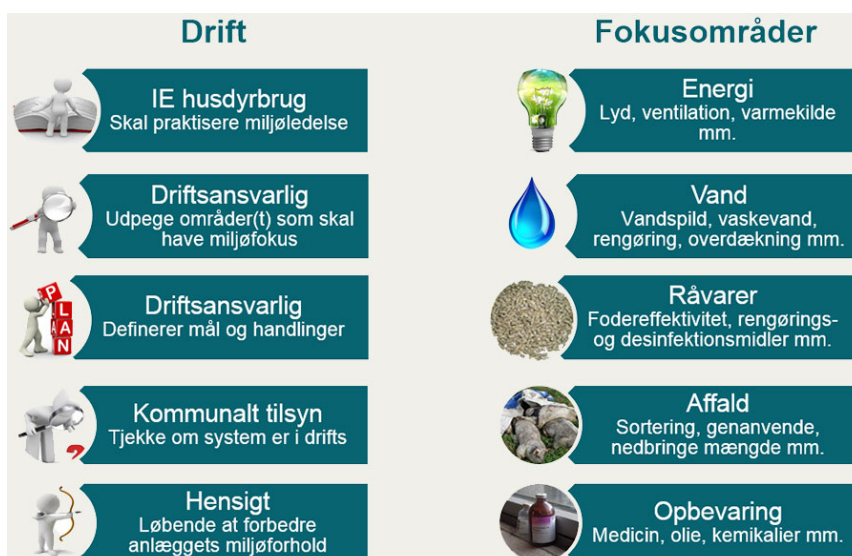 Drift
IE husdyrbrug
Skal praktisere miljøledelse
Driftsansvarlig
Udpege områder(t) som skal
have miljøfokus
PLAN
Driftsansvarlig
Definerer mål og handlinger
Kommunalt tilsyn
Tjekke om system er i drifts
?
Hensigt
Løbende at forbedre
anlæggets miljøforhold
Fokusområder
Energi
Lyd, ventilation, varmekilde
mm.
Vand
Vandspild, vaskevand,
rengøring, overdækning mm.
Råvarer
Fodereffektivitet, rengørings-
og desinfektionsmidler mm.
Affald
Sortering, genanvende,
nedbringe mængde mm.
Opbevaring
Medicin, olie, kemikalier mm.